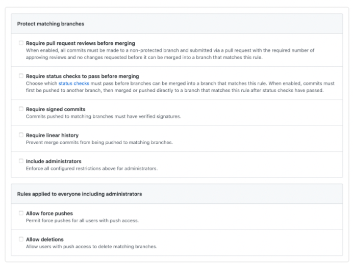 Protect matching branches
Require pull request reviews before merging
When enabled, all commits must be made to a non-protected branch and submitted via a pull request with the required number of
approving reviews and no changes requested before it can be merged into a branch that matches this rule.
Require status checks to pass before merging
Choose which status checks must pass before branches can be merged into a branch that matches this rule. When enabled, commits must
first be pushed to another branch, then merged or pushed directly to a branch that matches this rule after status checks have passed.
Require signed commits
Commits pushed to matching branches must have verified signatures.
Require linear history
Prevent merge commits from being pushed to matching branches.
Include administrators
Enforce all configured restrictions above for administrators.
Rules applied to everyone including administrators
Allow force pushes
Permit force pushes for all users with push access.
Allow deletions
Allow users with push access to delete matching branches.